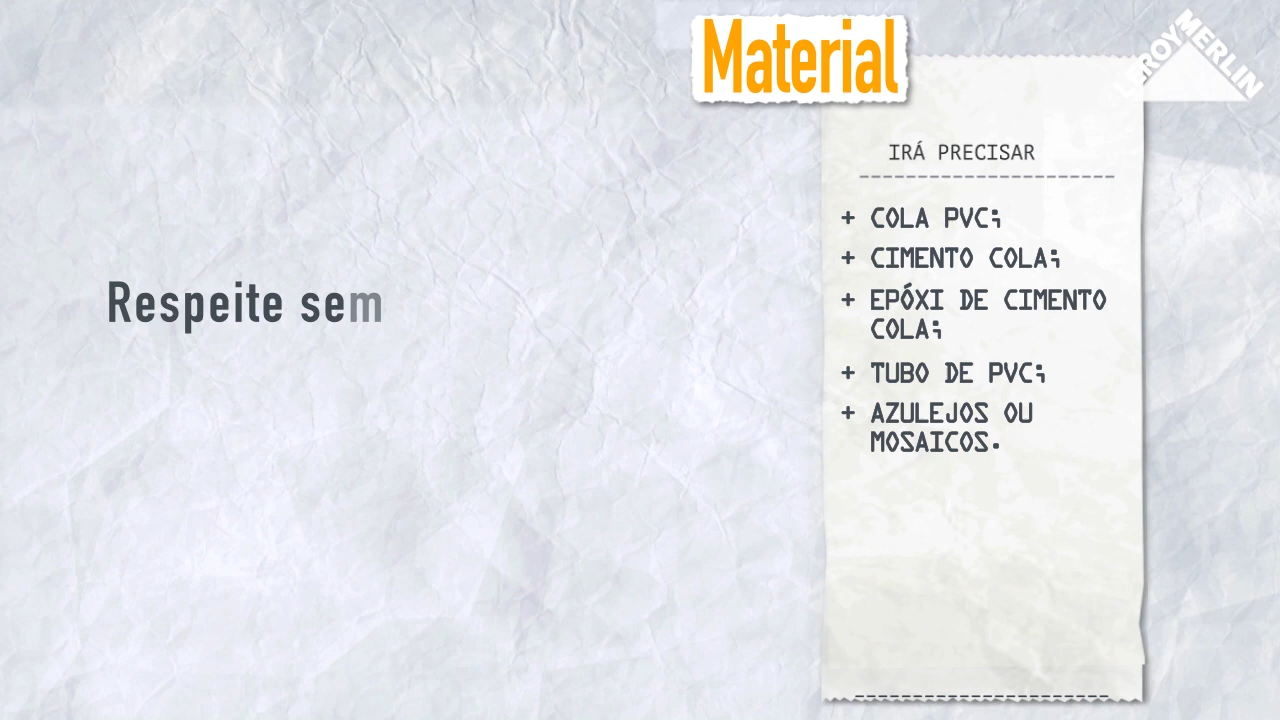 Material
LEROY MERLIN
IRÁ PRECISAR
+ COLA PVC;
+ CIMENTO COLA;
+ EPÓXI DE CIMENTO
COLA;
+ TUBO DE PVC;
+ AZULEJOS OU
MOSAICOS.
Respeite sem